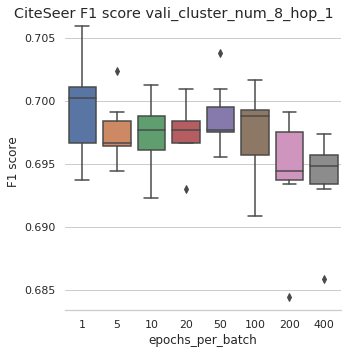 CiteSeer F1 score vali_cluster_num_8_hop_1
0.705
0.700
0.695
0.690
0.685
F1 score
1 5 10 20 50 100 200 400
epochs_per_batch